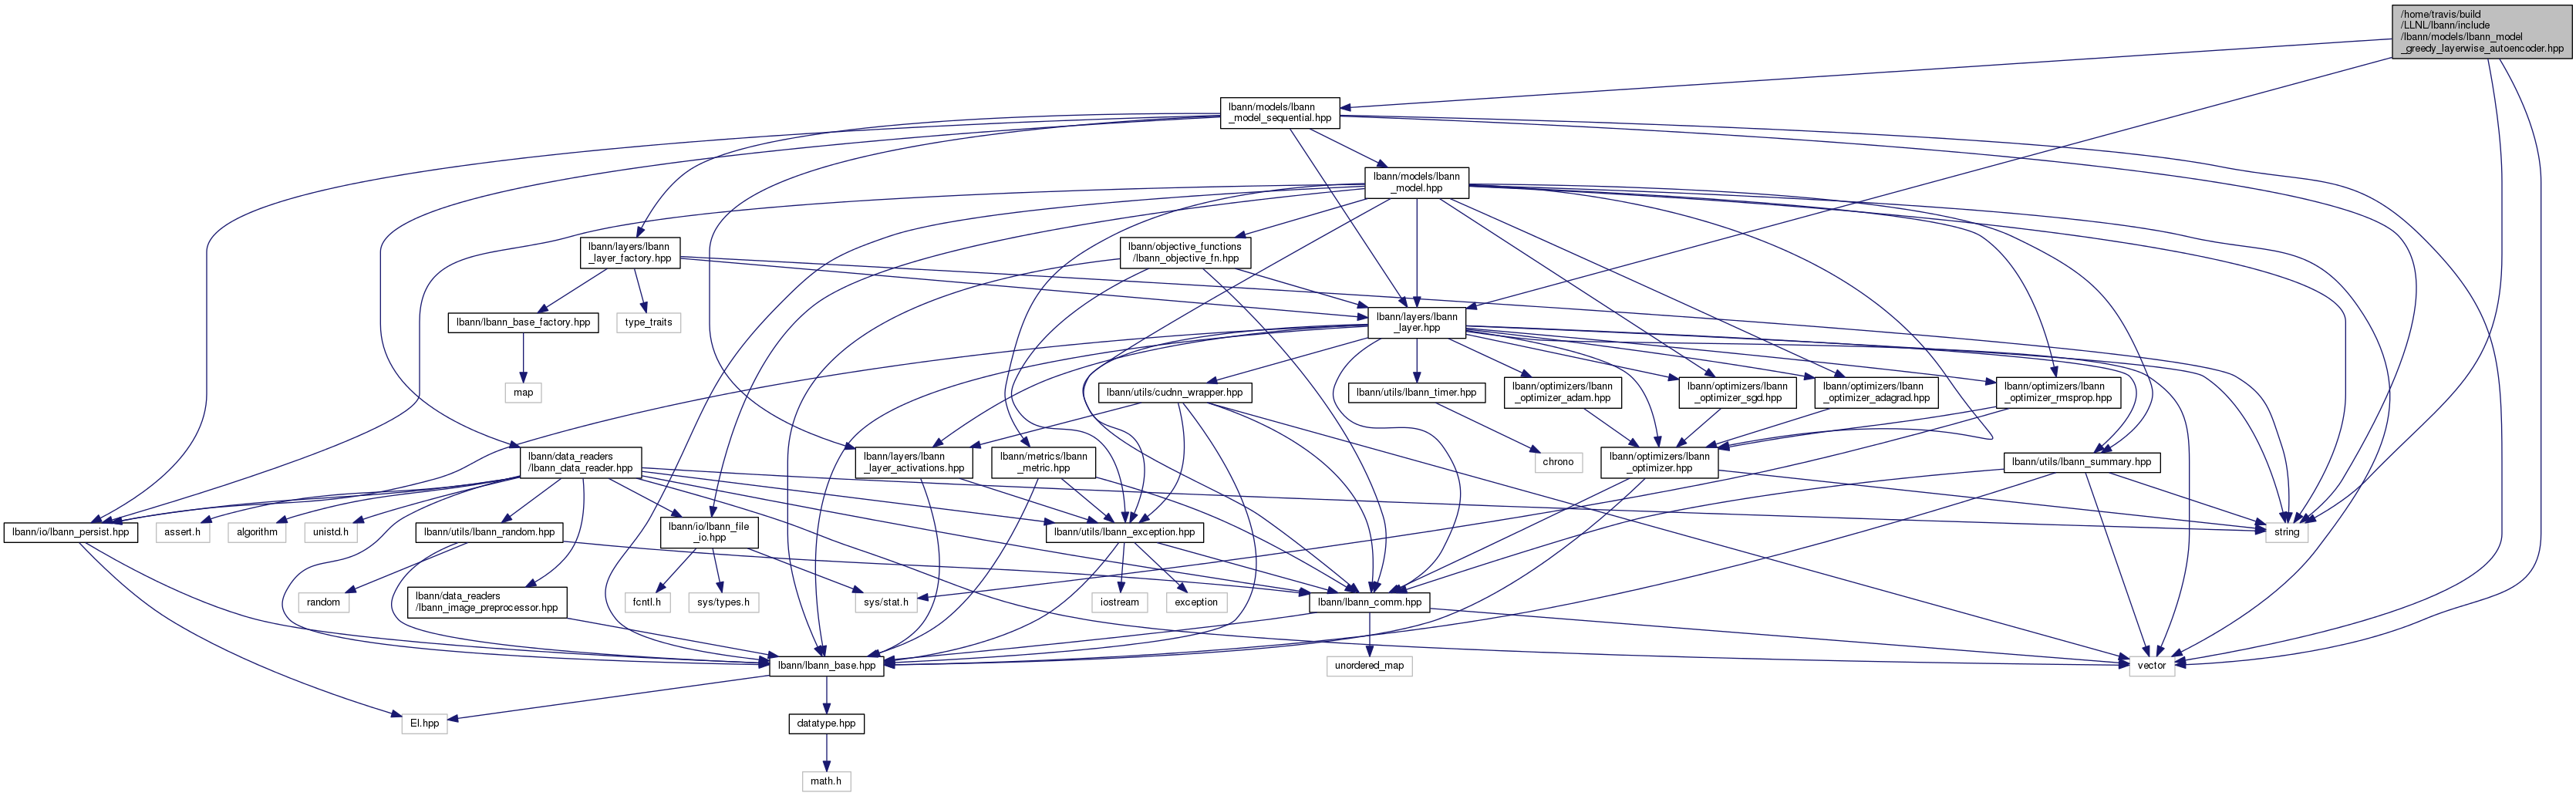 /home/travis/build
/LLNL/lbann/include
/lbann/models/lbann_model
_greedy_layerwise_autoencoder.hpp
lbann/models/lbann
_model_sequential.hpp
lbann/models/lbann
_model.hpp
lbann/layers/lbann
_layer_factory.hpp
lbann/objective_functions
/lbann_objective_fn.hpp
lbann/lbann_base_factory.hpp
type_traits
lbann/layers/lbann
_layer.hpp
map
lbann/utils/cudnn_wrapper.hpp
lbann/utils/lbann_timer.hpp
lbann/optimizers/lbann
_optimizer_adam.hpp
lbann/optimizers/lbann
_optimizer_sgd.hpp
lbann/optimizers/lbann
_optimizer_adagrad.hpp
lbann/optimizers/lbann
_optimizer_rmsprop.hpp
lbann/data_readers
/lbann_data_reader.hpp
lbann/layers/lbann
_layer_activations.hpp
lbann/metrics/lbann
_metric.hpp
chrono
lbann/optimizers/lbann
_optimizer.hpp
lbann/utils/lbann_summary.hpp
lbann/io/lbann_persist.hpp
assert.h
algorithm
unistd.h
lbann/utils/lbann_random.hpp
lbann/io/lbann_file
_io.hpp
lbann/utils/lbann_exception.hpp
string
random
lbann/data_readers
/lbann_image_preprocessor.hpp
fcntl.h
sys/types.h
sys/stat.h
iostream
exception
lbann/lbann_comm.hpp
lbann/lbann_base.hpp
unordered_map
vector
El.hpp
datatype.hpp
math.h